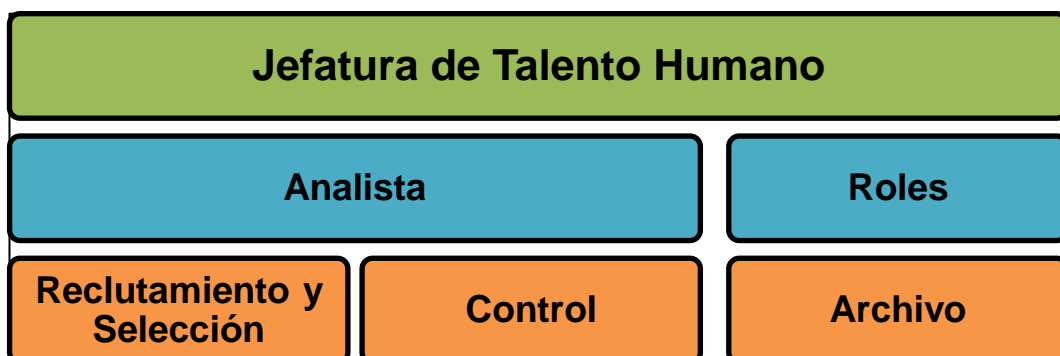 Jefatura de Talento Humano
Analista
Roles
Reclutamiento y
Selección
Control
Archivo